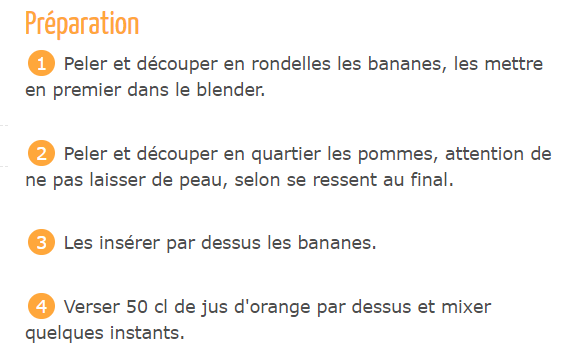 Préparation
1 Peler et découper en rondelles les bananes, les mettre
en premier dans le blender.
2 Peler et découper en quartier les pommes, attention de
ne pas laisser de peau, selon se ressent au final.
3 Les insérer par dessus les bananes.
4 Verser 50 cl de jus d'orange par dessus et mixer
quelques instants.